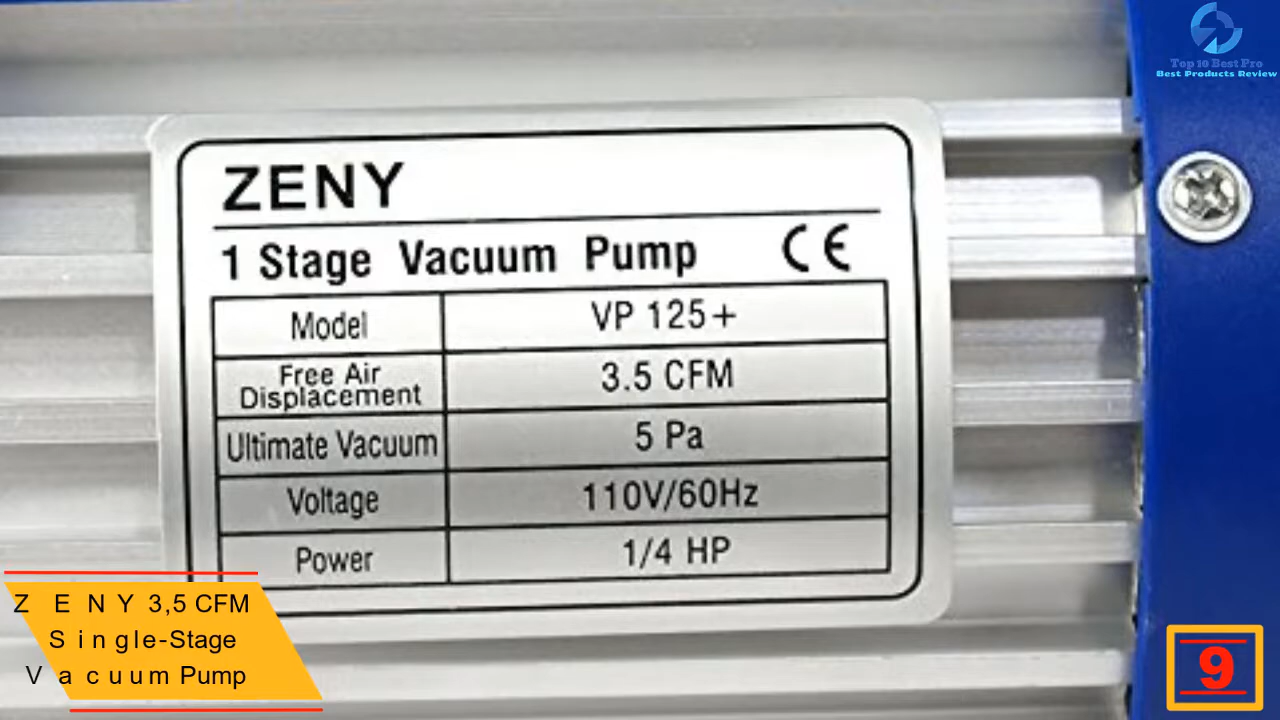 Top 10 Best Pro
Best Products Review
ZENY
1 Stage Vacuum Pump CE
Model VP 125+
Free Air
Displacement 3.5 CFM
Ultimate Vacuum 5 Pa
Voltage 110V/60Hz
Power 1/4 HP
Z E N Y 3,5 CFM
S i n gle-Stage
V a c u u m Pump
9